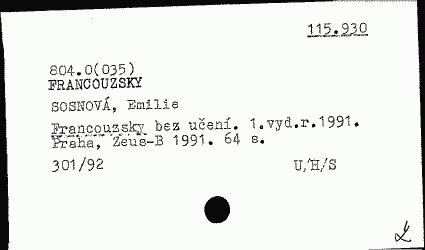 115.930
804.0(035)
FRANCOUZSKY
SOSNOVÁ, Emilie
Francouzsky bez učení. 1.vyd.r.1991.
Praha, Zeus-B 1991. 64 s.
301/92 U,H,S